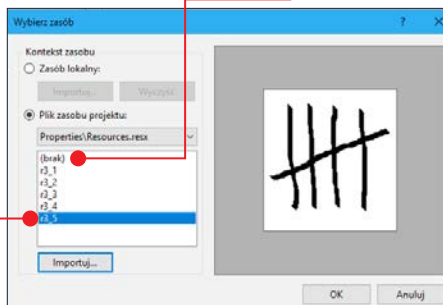 Wybierz zasób
? X
Kontekst zasobu
Zasób lokalny:
Importuj... Wyczyść
Plik zasobu projektu:
Properties\Resources.resx
(brak)
r3_1
r3_2
r3_3
r3_4
r3_5
Importuj...
OK Anuluj